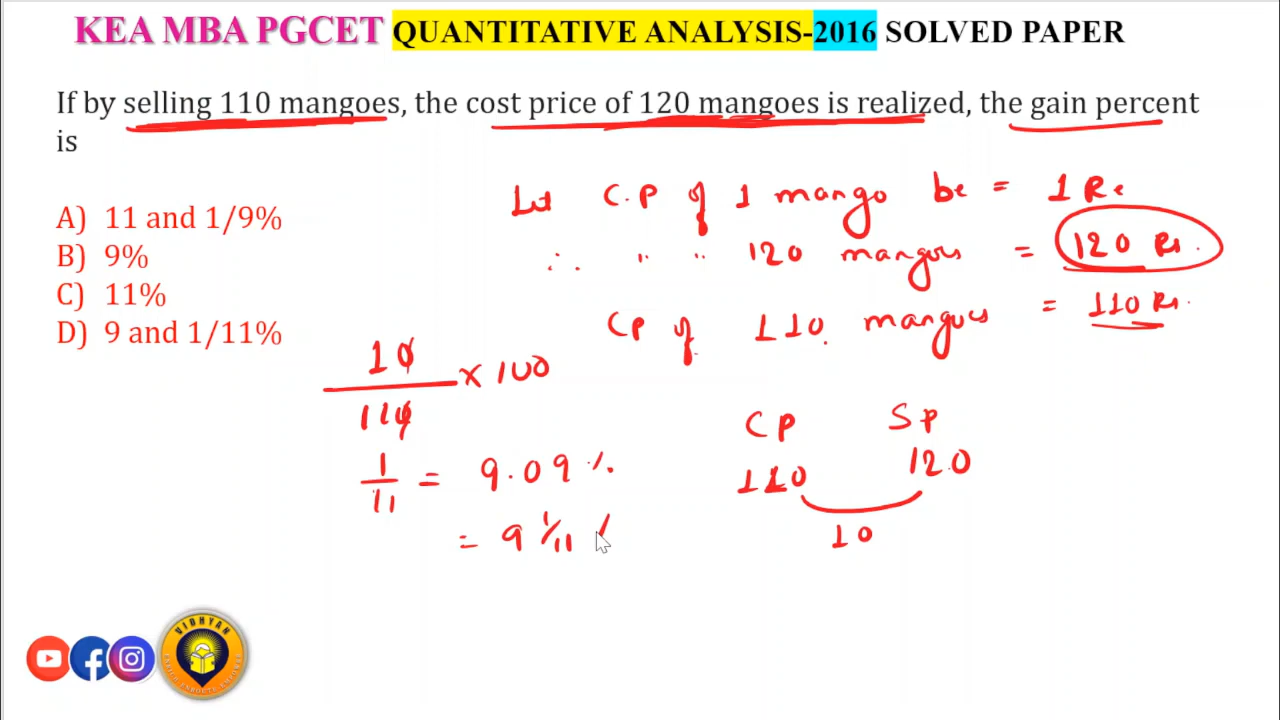 KEA MBA PGCET QUANTITATIVE ANALYSIS-2016 SOLVED PAPER
If by selling 110 mangoes, the cost price of 120 mangoes is realized, the gain percent
is
A) 11 and 1/9%
B) 9%
C) 11%
D) 9 and 1/11%
Let C.P of 1 mango be = 1 Re
∴ " " 120 mangoes = 120 Rs.
CP of 110 mangoes = 110 Rs.
10
110
× 100
1/11 = 9.09 %
= 9 1/11 %
CP SP
110 120
10
VIDHYAN